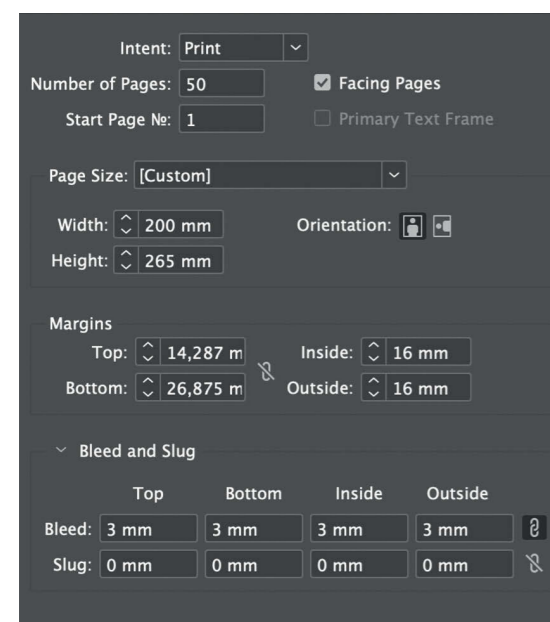 Intent: Print
Number of Pages: 50 Facing Pages
Start Page №: 1 Primary Text Frame
Page Size: [Custom]
Width: 200 mm Orientation:
Height: 265 mm
Margins
Top: 14,287 m Inside: 16 mm
Bottom: 26,875 m Outside: 16 mm
Bleed and Slug
Top Bottom Inside Outside
Bleed: 3 mm 3 mm 3 mm 3 mm
Slug: 0 mm 0 mm 0 mm 0 mm